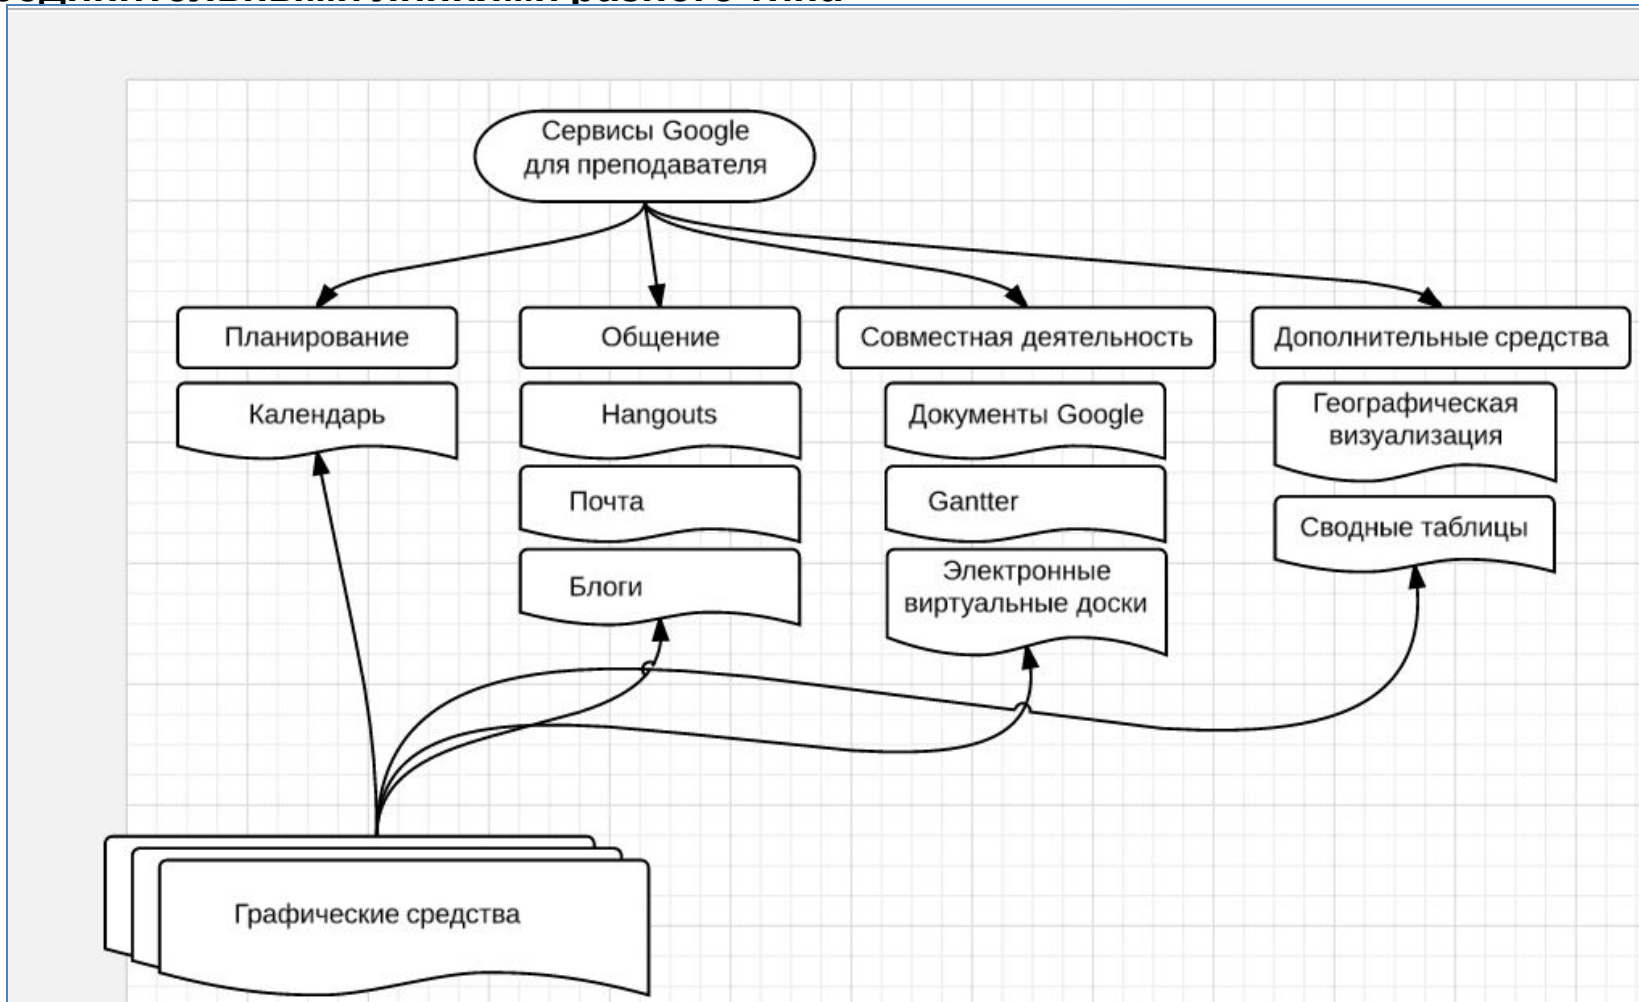 Сервисы Google
для преподавателя
Планирование
Общение
Совместная деятельность
Дополнительные средства
Календарь
Hangouts
Документы Google
Географическая
визуализация
Почта
Gantter
Сводные таблицы
Блоги
Электронные
виртуальные доски
Графические средства